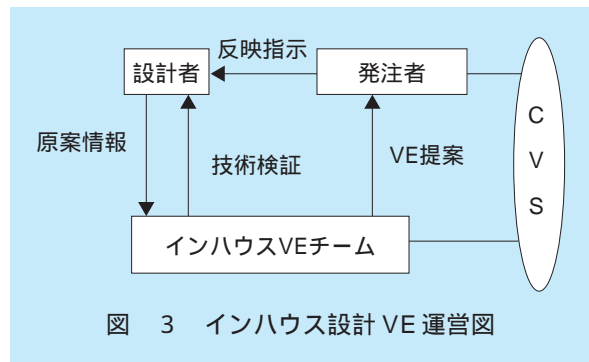 反映指示
設計者
発注者
原案情報
技術検証
VE提案
C
V
S
インハウスVEチーム
図 3 インハウス設計 VE 運営図